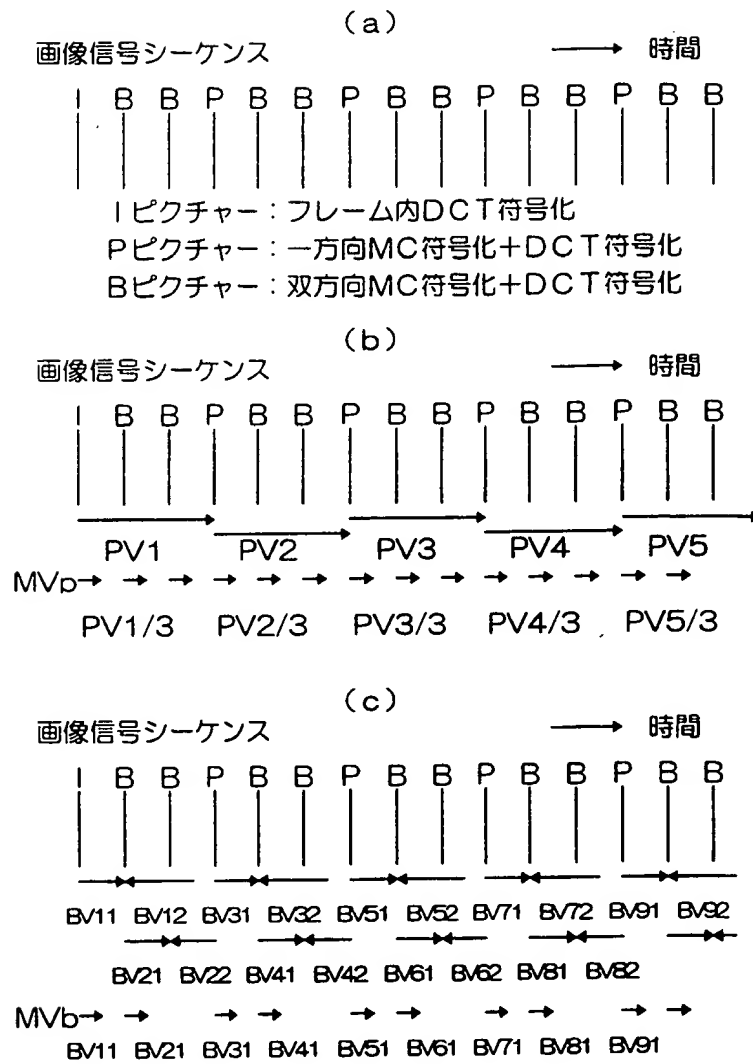 (a)
画像信号シーケンス 時間
I B B P B B P B B P B B P B B
Iピクチャー：フレーム内DCT符号化
Pピクチャー：一方向MC符号化+DCT符号化
Bピクチャー：双方向MC符号化+DCT符号化
(b)
画像信号シーケンス 時間
I B B P B B P B B P B B P B B
PV1 PV2 PV3 PV4 PV5
MVp
PV1/3 PV2/3 PV3/3 PV4/3 PV5/3
(c)
画像信号シーケンス 時間
I B B P B B P B B P B B P B B
BV11 BV12 BV31 BV32 BV51 BV52 BV71 BV72 BV91 BV92
BV21 BV22 BV41 BV42 BV61 BV62 BV81 BV82
MVb
BV11 BV21 BV31 BV41 BV51 BV61 BV71 BV81 BV91